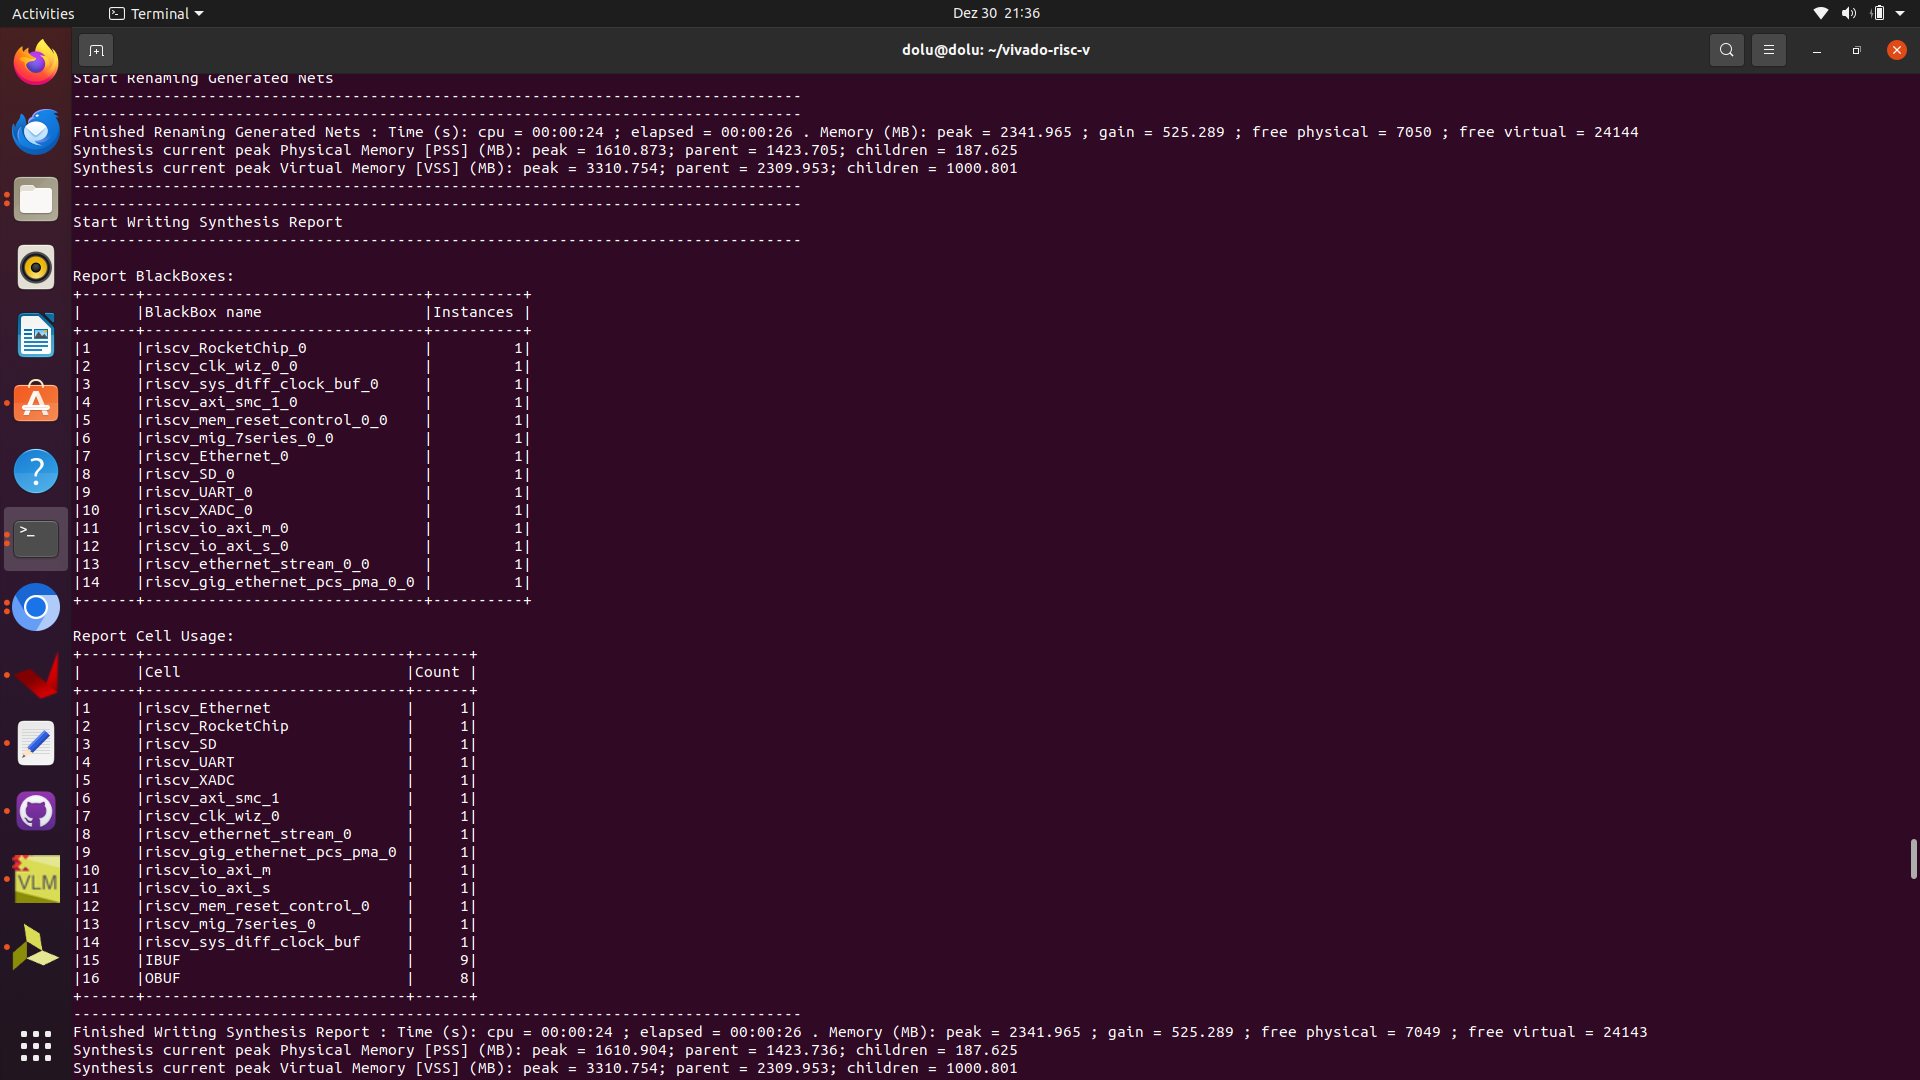 Activities
Terminal
Dez 30 21:36
dolu@dolu: ~/vivado-risc-v
Start Renaming Generated Nets
---------------------------------------------------------------------------------
---------------------------------------------------------------------------------
Finished Renaming Generated Nets : Time (s): cpu = 00:00:24 ; elapsed = 00:00:26 . Memory (MB): peak = 2341.965 ; gain = 525.289 ; free physical = 7050 ; free virtual = 24144
Synthesis current peak Physical Memory [PSS] (MB): peak = 1610.873; parent = 1423.705; children = 187.625
Synthesis current peak Virtual Memory [VSS] (MB): peak = 3310.754; parent = 2309.953; children = 1000.801
---------------------------------------------------------------------------------
---------------------------------------------------------------------------------
Start Writing Synthesis Report
---------------------------------------------------------------------------------
Report BlackBoxes:
+------+-------------------------------+----------+
|      |BlackBox name                  |Instances |
+------+-------------------------------+----------+
|1     |riscv_RocketChip_0             |         1|
|2     |riscv_clk_wiz_0_0              |         1|
|3     |riscv_sys_diff_clock_buf_0     |         1|
|4     |riscv_axi_smc_1_0              |         1|
|5     |riscv_mem_reset_control_0_0    |         1|
|6     |riscv_mig_7series_0_0          |         1|
|7     |riscv_Ethernet_0               |         1|
|8     |riscv_SD_0                     |         1|
|9     |riscv_UART_0                   |         1|
|10    |riscv_XADC_0                   |         1|
|11    |riscv_io_axi_m_0               |         1|
|12    |riscv_io_axi_s_0               |         1|
|13    |riscv_ethernet_stream_0_0      |         1|
|14    |riscv_gig_ethernet_pcs_pma_0_0 |         1|
+------+-------------------------------+----------+
Report Cell Usage:
+------+-----------------------------+------+
|      |Cell                         |Count |
+------+-----------------------------+------+
|1     |riscv_Ethernet               |     1|
|2     |riscv_RocketChip             |     1|
|3     |riscv_SD                     |     1|
|4     |riscv_UART                   |     1|
|5     |riscv_XADC                   |     1|
|6     |riscv_axi_smc_1              |     1|
|7     |riscv_clk_wiz_0              |     1|
|8     |riscv_ethernet_stream_0      |     1|
|9     |riscv_gig_ethernet_pcs_pma_0 |     1|
|10    |riscv_io_axi_m               |     1|
|11    |riscv_io_axi_s               |     1|
|12    |riscv_mem_reset_control_0    |     1|
|13    |riscv_mig_7series_0          |     1|
|14    |riscv_sys_diff_clock_buf     |     1|
|15    |IBUF                         |     9|
|16    |OBUF                         |     8|
+------+-----------------------------+------+
---------------------------------------------------------------------------------
Finished Writing Synthesis Report : Time (s): cpu = 00:00:24 ; elapsed = 00:00:26 . Memory (MB): peak = 2341.965 ; gain = 525.289 ; free physical = 7049 ; free virtual = 24143
Synthesis current peak Physical Memory [PSS] (MB): peak = 1610.904; parent = 1423.736; children = 187.625
Synthesis current peak Virtual Memory [VSS] (MB): peak = 3310.754; parent = 2309.953; children = 1000.801
VLM